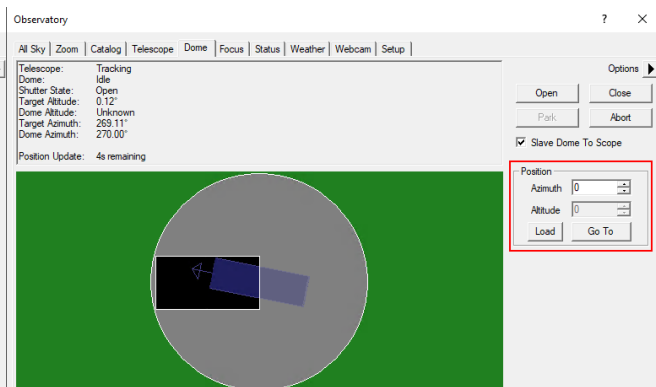 Observatory
? ×
All Sky Zoom Catalog Telescope Dome Focus Status Weather Webcam Setup
Telescope: Tracking
Dome: Idle
Shutter State: Open
Target Altitude: 0.12°
Dome Altitude: Unknown
Target Azimuth: 269.11°
Dome Azimuth: 270.00°
Position Update: 4s remaining
Options
Open Close
Park Abort
Slave Dome To Scope
Position
Azimuth 0
Altitude 0
Load Go To